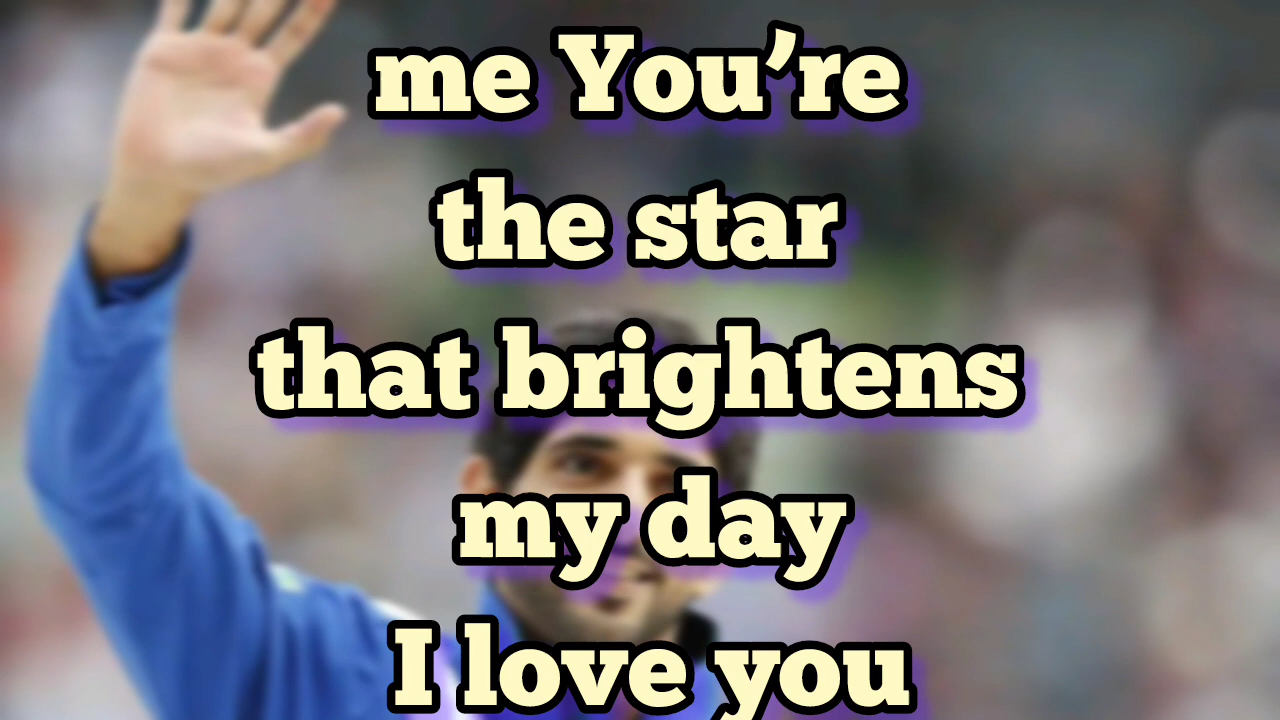 me You’re
the star
that brightens
my day
I love you